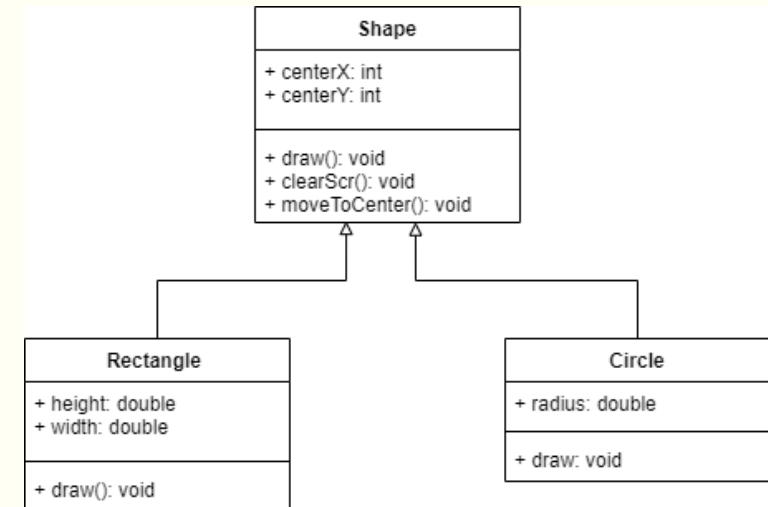 Shape
+ centerX: int
+ centerY: int
+ draw(): void
+ clearScr(): void
+ moveToCenter(): void
Rectangle
+ height: double
+ width: double
+ draw(): void
Circle
+ radius: double
+ draw: void